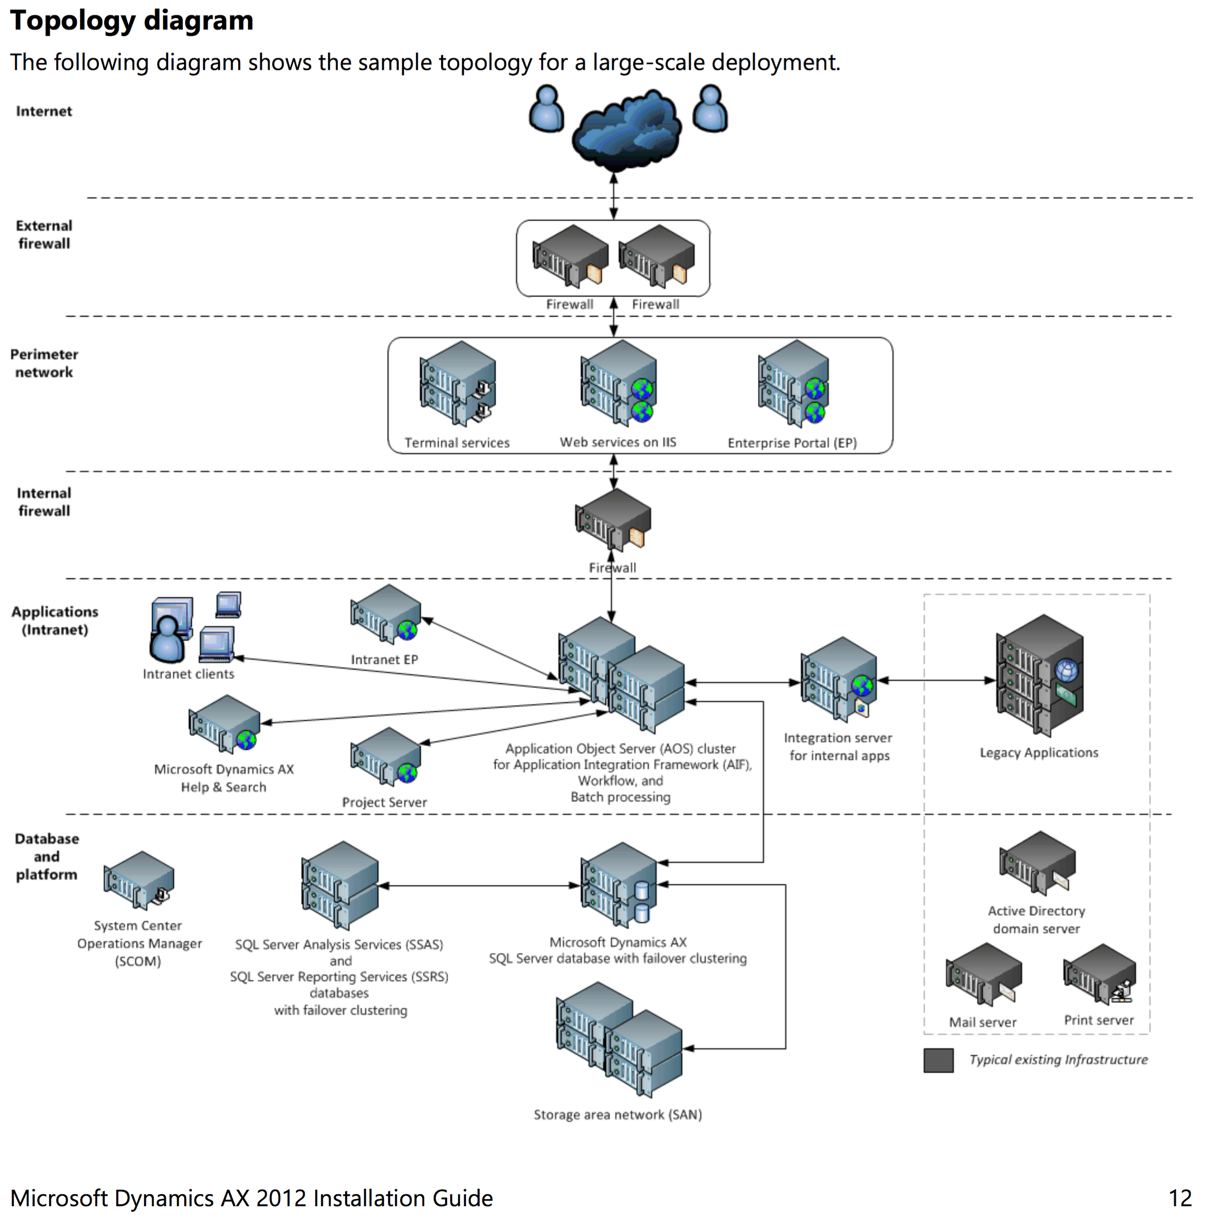 Topology diagram
The following diagram shows the sample topology for a large-scale deployment.
Internet
External
firewall
Firewall
Firewall
Perimeter
network
Terminal services
Web services on IIS
Enterprise Portal (EP)
Internal
firewall
Firewall
Applications
(Intranet)
Intranet clients
Intranet EP
Microsoft Dynamics AX
Help & Search
Project Server
Application Object Server (AOS) cluster
for Application Integration Framework (AIF),
Workflow, and
Batch processing
Integration server
for internal apps
Legacy Applications
Database
and
platform
System Center
Operations Manager
(SCOM)
SQL Server Analysis Services (SSAS)
and
SQL Server Reporting Services (SSRS)
databases
with failover clustering
Microsoft Dynamics AX
SQL Server database with failover clustering
Storage area network (SAN)
Active Directory
domain server
Mail server
Print server
Typical existing Infrastructure
Microsoft Dynamics AX 2012 Installation Guide
12